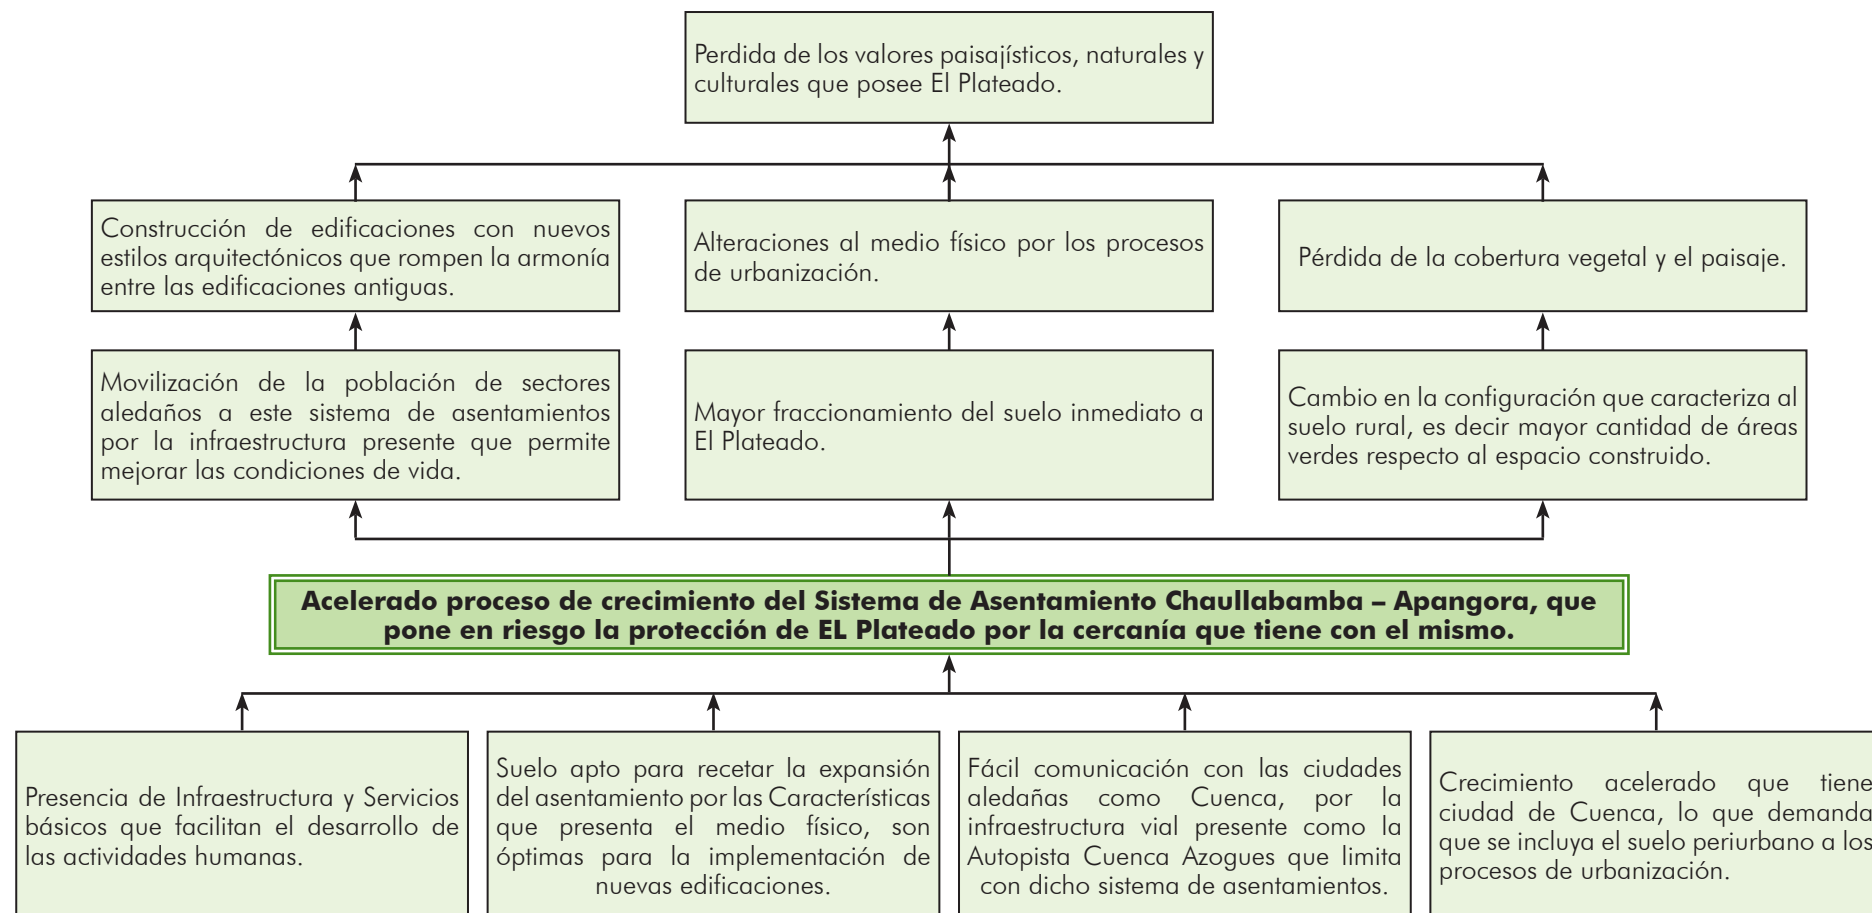 Perdida de los valores paisajísticos, naturales y
culturales que posee El Plateado.
Construcción de edificaciones con nuevos
estilos arquitectónicos que rompen la armonía
entre las edificaciones antiguas.
Alteraciones al medio físico por los procesos
de urbanización.
Pérdida de la cobertura vegetal y el paisaje.
Movilización de la población de sectores
aledaños a este sistema de asentamientos
por la infraestructura presente que permite
mejorar las condiciones de vida.
Mayor fraccionamiento del suelo inmediato a
El Plateado.
Cambio en la configuración que caracteriza al
suelo rural, es decir mayor cantidad de áreas
verdes respecto al espacio construido.
Acelerado proceso de crecimiento del Sistema de Asentamiento Chaullabamba – Apangora, que
pone en riesgo la protección de EL Plateado por la cercanía que tiene con el mismo.
Presencia de Infraestructura y Servicios
básicos que facilitan el desarrollo de
las actividades humanas.
Suelo apto para recetar la expansión
del asentamiento por las Características
que presenta el medio físico, son
óptimas para la implementación de
nuevas edificaciones.
Fácil comunicación con las ciudades
aledañas como Cuenca, por la
infraestructura vial presente como la
Autopista Cuenca Azogues que limita
con dicho sistema de asentamientos.
Crecimiento acelerado que tiene
ciudad de Cuenca, lo que demanda
que se incluya el suelo periurbano a los
procesos de urbanización.